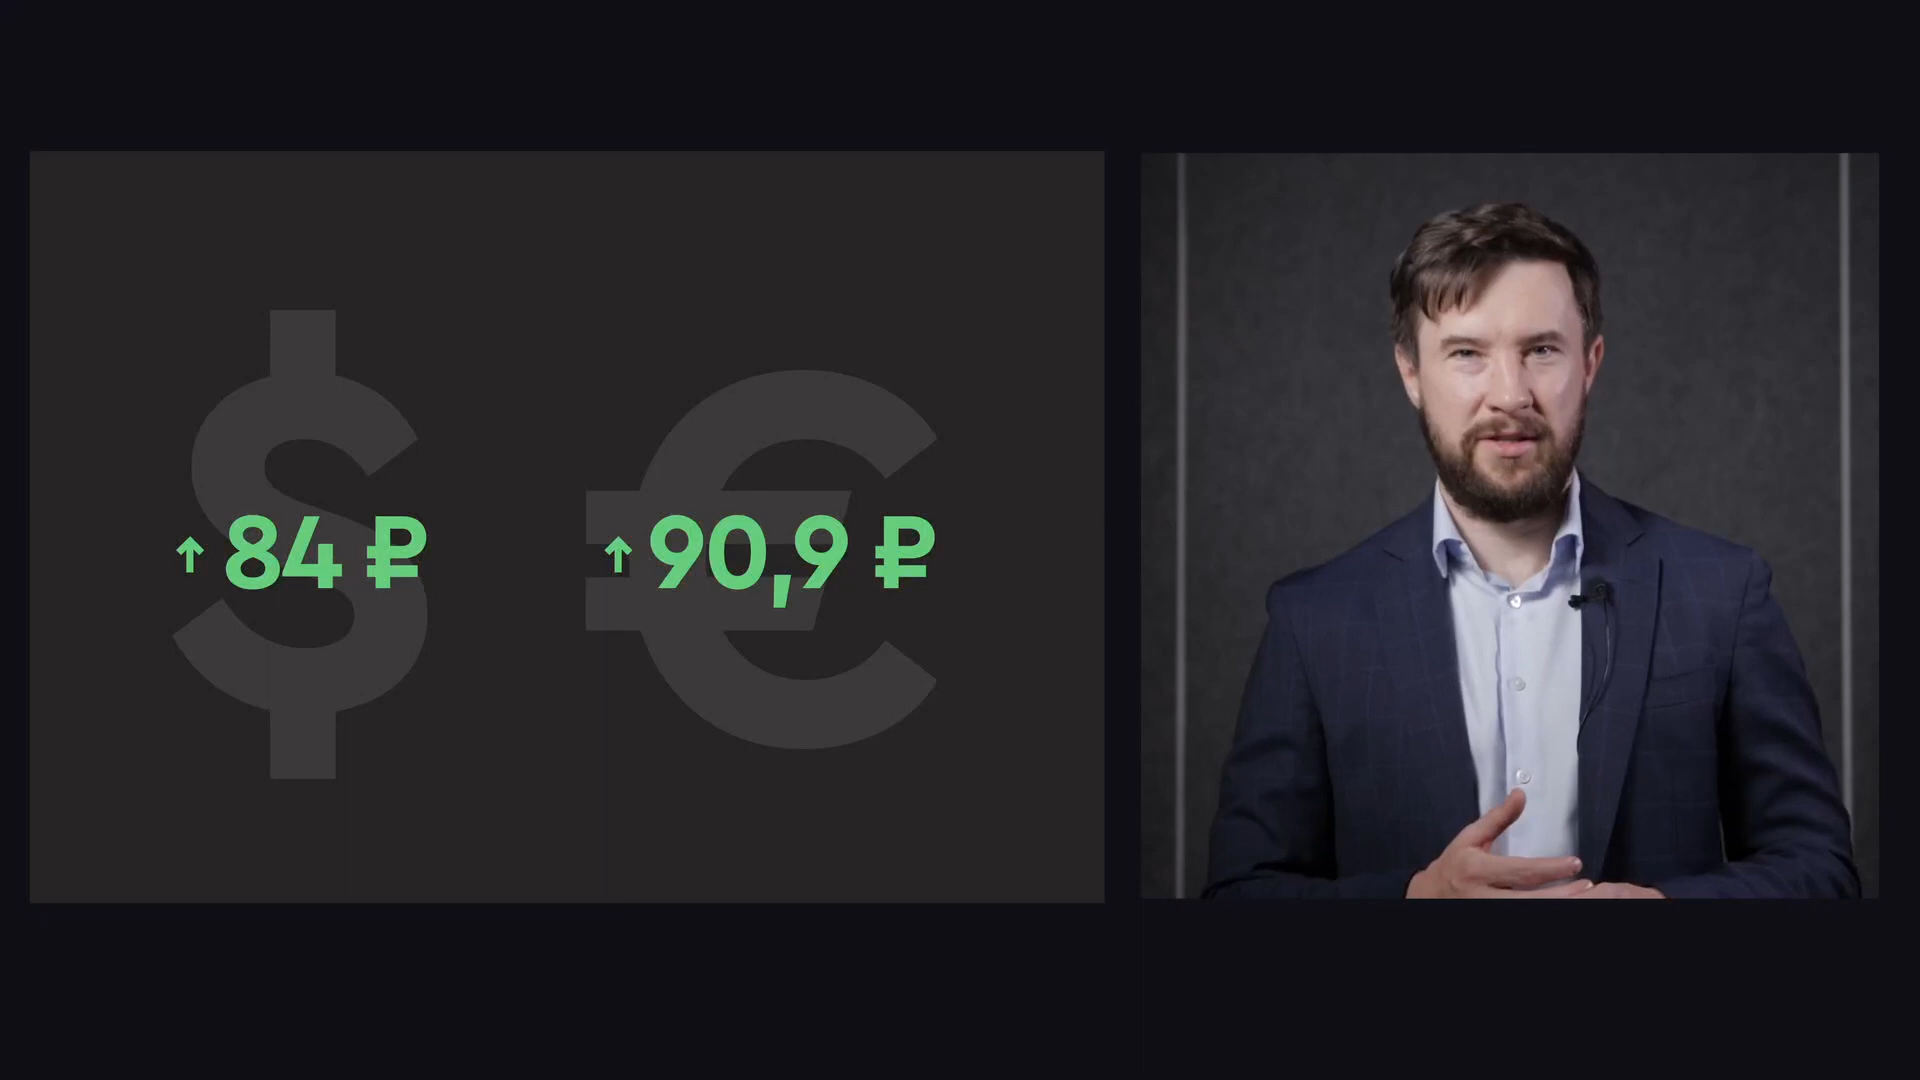 $ €
↑ 84 ₽ ↑ 90,9 ₽